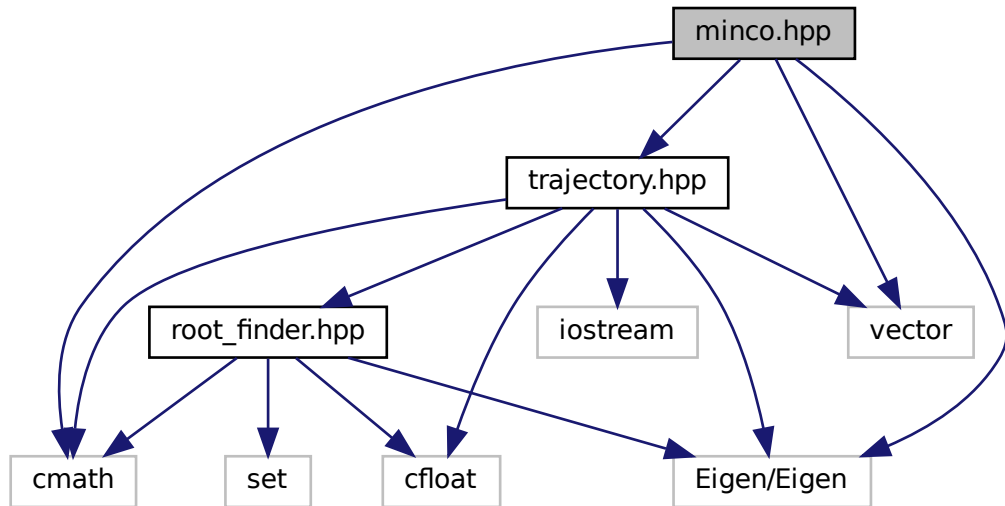 minco.hpp
trajectory.hpp
root_finder.hpp
iostream
vector
cmath
set
cfloat
Eigen/Eigen